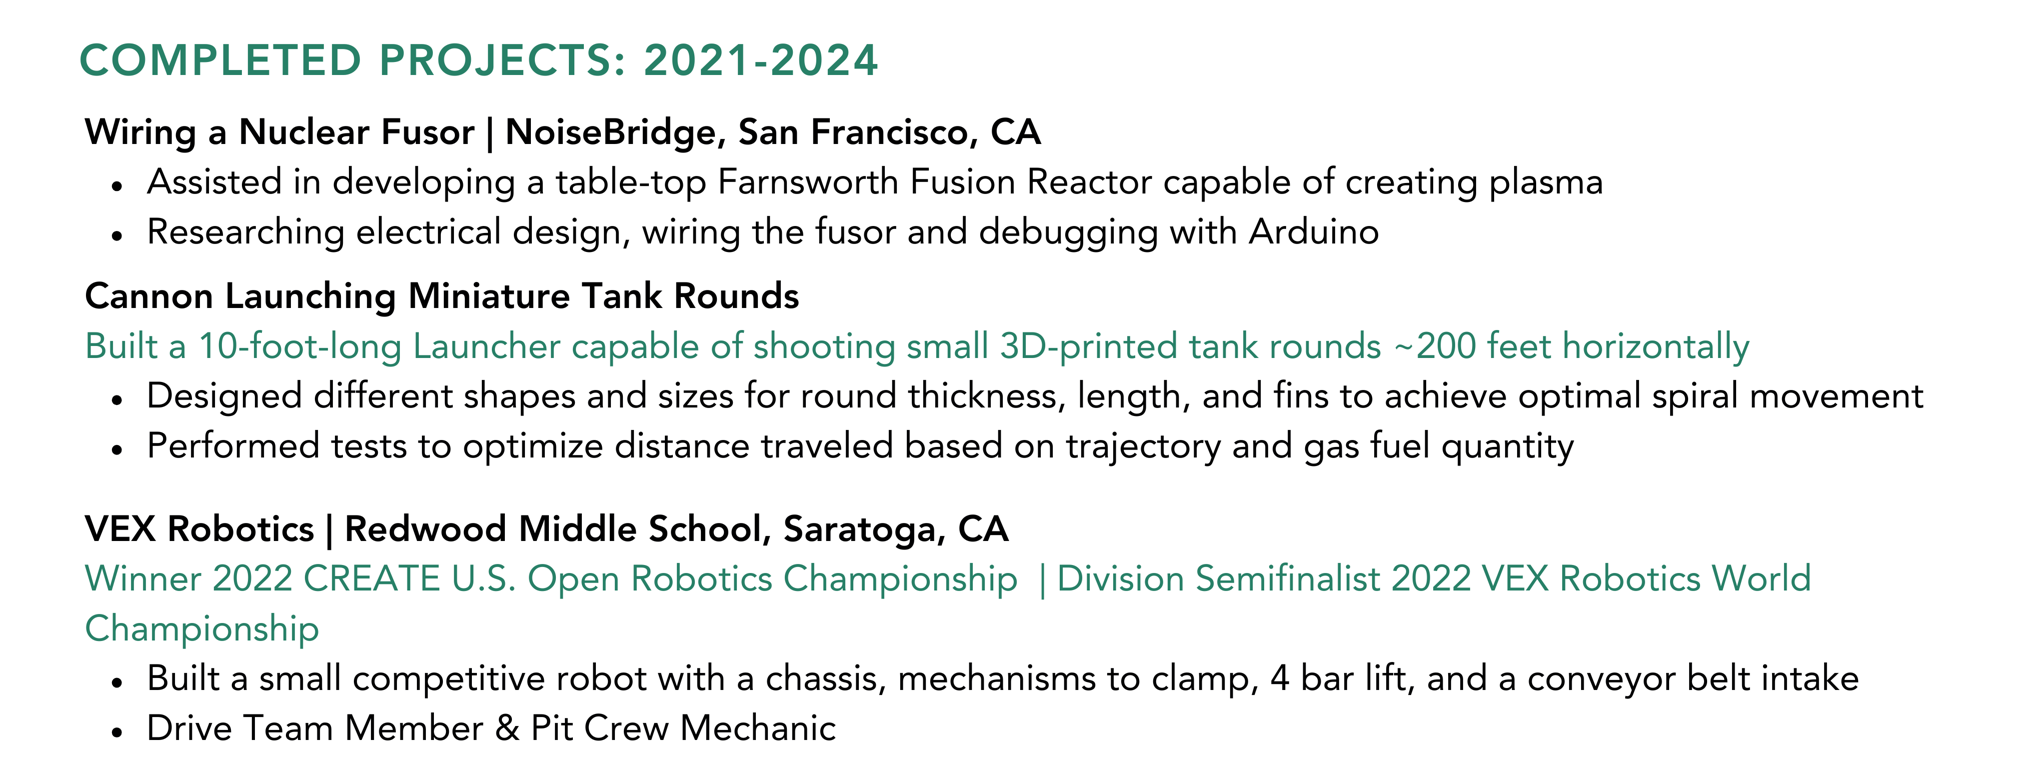 COMPLETED PROJECTS: 2021-2024
Wiring a Nuclear Fusor | NoiseBridge, San Francisco, CA
• Assisted in developing a table-top Farnsworth Fusion Reactor capable of creating plasma
• Researching electrical design, wiring the fusor and debugging with Arduino
Cannon Launching Miniature Tank Rounds
Built a 10-foot-long Launcher capable of shooting small 3D-printed tank rounds ~200 feet horizontally
• Designed different shapes and sizes for round thickness, length, and fins to achieve optimal spiral movement
• Performed tests to optimize distance traveled based on trajectory and gas fuel quantity
VEX Robotics | Redwood Middle School, Saratoga, CA
Winner 2022 CREATE U.S. Open Robotics Championship | Division Semifinalist 2022 VEX Robotics World
Championship
• Built a small competitive robot with a chassis, mechanisms to clamp, 4 bar lift, and a conveyor belt intake
• Drive Team Member & Pit Crew Mechanic